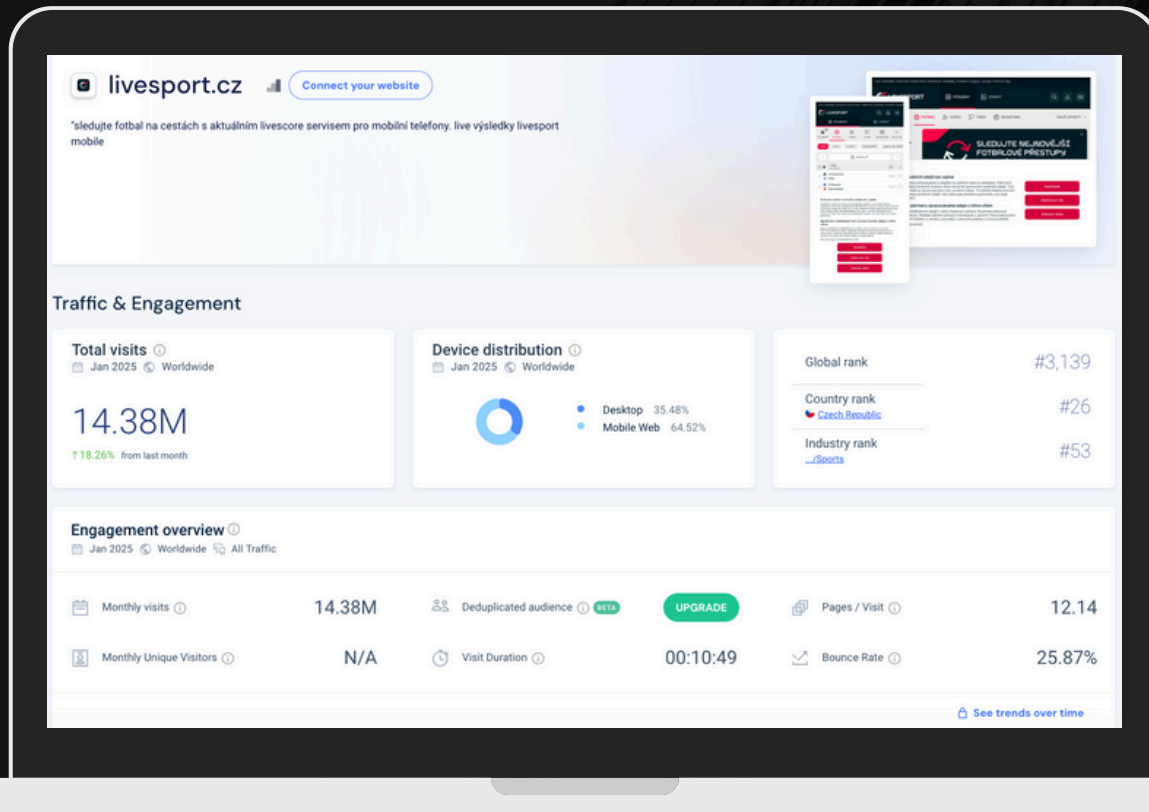 livesport.cz
Connect your website
"sledujte fotbal na cestách s aktuálním livescore servisem pro mobilní telefony. live výsledky livesport
mobile
SLEDUJTE NEJNOVĚJŠÍ
FOTBALOVÉ PŘESTUPY
Traffic & Engagement
Total visits
Jan 2025 Worldwide
14.38M
↑18.26% from last month
Device distribution
Jan 2025 Worldwide
Desktop 35.48%
Mobile Web 64.52%
Global rank #3,139
Country rank
Czech Republic
#26
Industry rank
.../Sports
#53
Engagement overview
Jan 2025 Worldwide All Traffic
Monthly visits 14.38M
Deduplicated audience BETA UPGRADE
Pages / Visit 12.14
Monthly Unique Visitors N/A
Visit Duration 00:10:49
Bounce Rate 25.87%
See trends over time